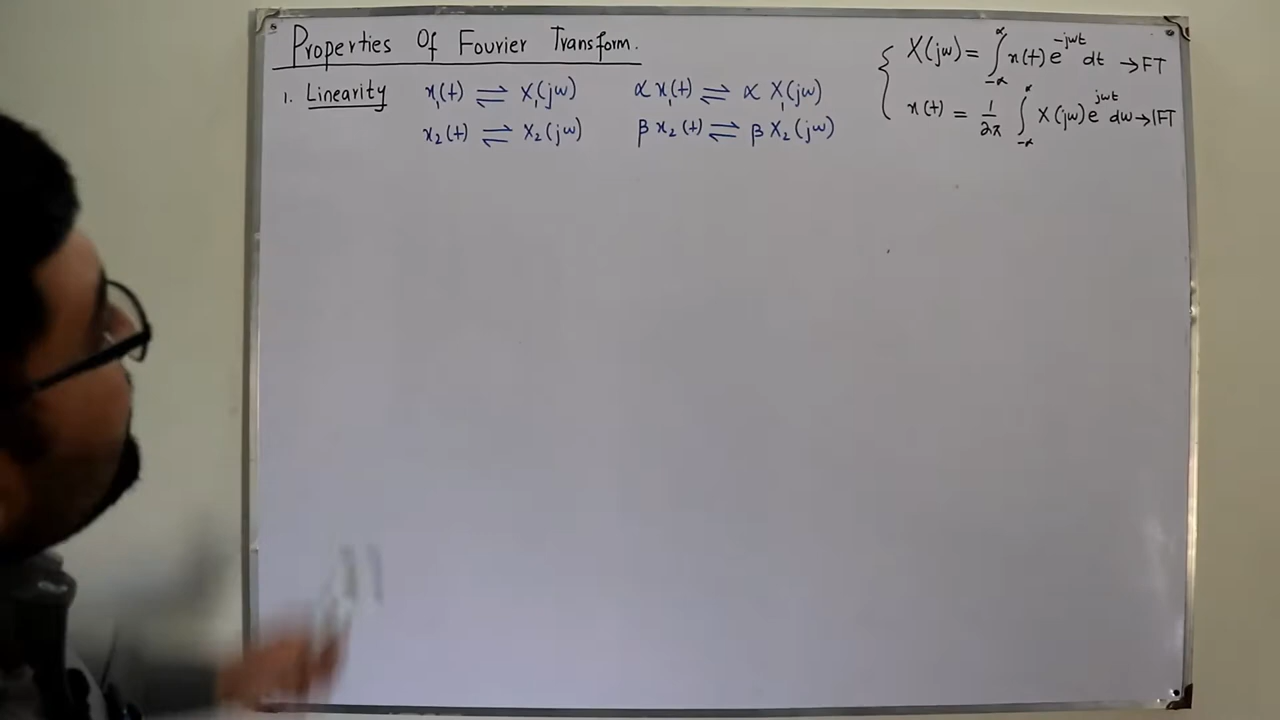 Properties Of Fourier Transform.
1. Linearity x₁(t) ⇌ X₁(jω) α x₁(t) ⇌ α X₁(jω)
x₂(t) ⇌ X₂(jω) β x₂(t) ⇌ β X₂(jω)
X(jω) = ∫_{-∞}^{∞} x(t) e^{-jωt} dt → FT
x(t) = 1/2π ∫_{-∞}^{∞} X(jω) e^{jωt} dω → IFT